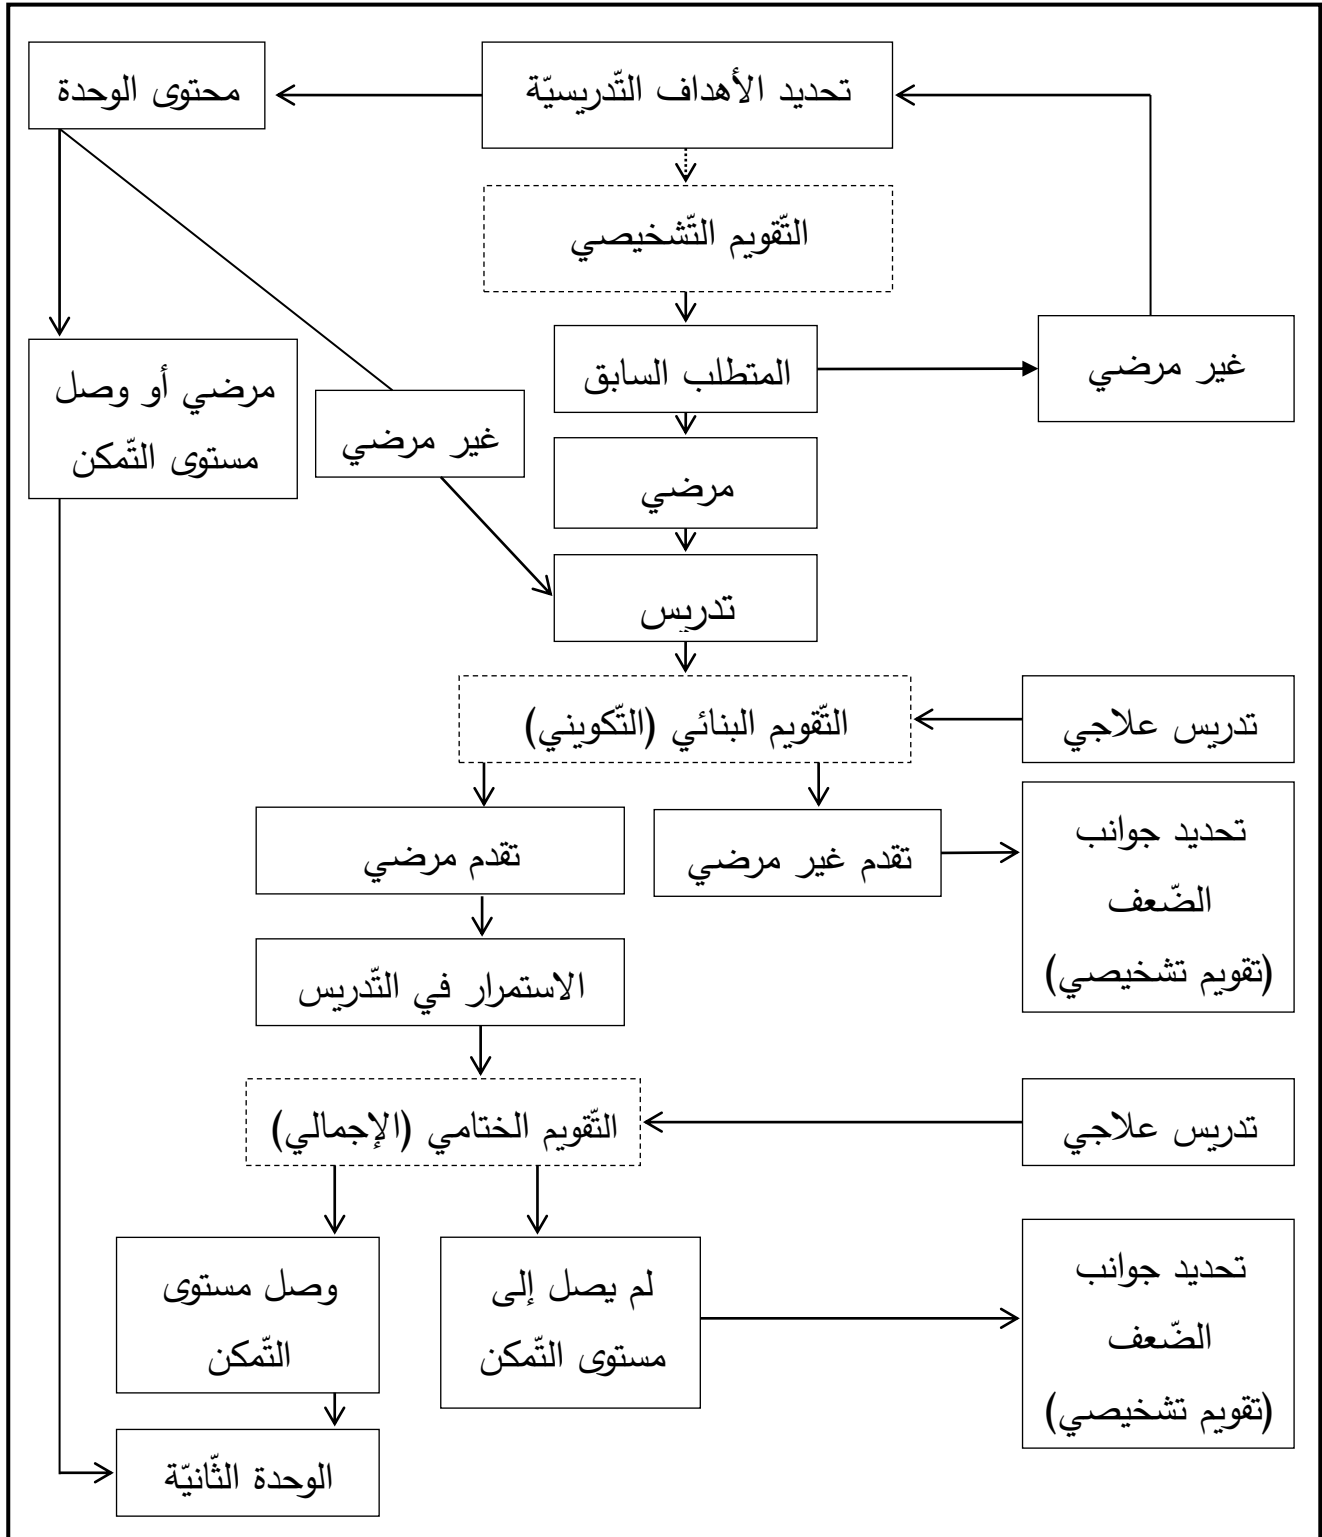 تحديد الأهداف التّدريسيّة
محتوى الوحدة
التّقويم التّشخيصي
غير مرضي
المتطلب السابق
مرضي أو وصل
مستوى التّمكن
غير مرضي
مرضي
تدريس
تدريس علاجي
التّقويم البنائي (التّكويني)
تحديد جوانب
الضّعف
(تقويم تشخيصي)
تقدم غير مرضي
تقدم مرضي
الاستمرار في التّدريس
تدريس علاجي
التّقويم الختامي (الإجمالي)
تحديد جوانب
الضّعف
(تقويم تشخيصي)
لم يصل إلى
مستوى التّمكن
وصل مستوى
التّمكن
الوحدة الثّانيّة